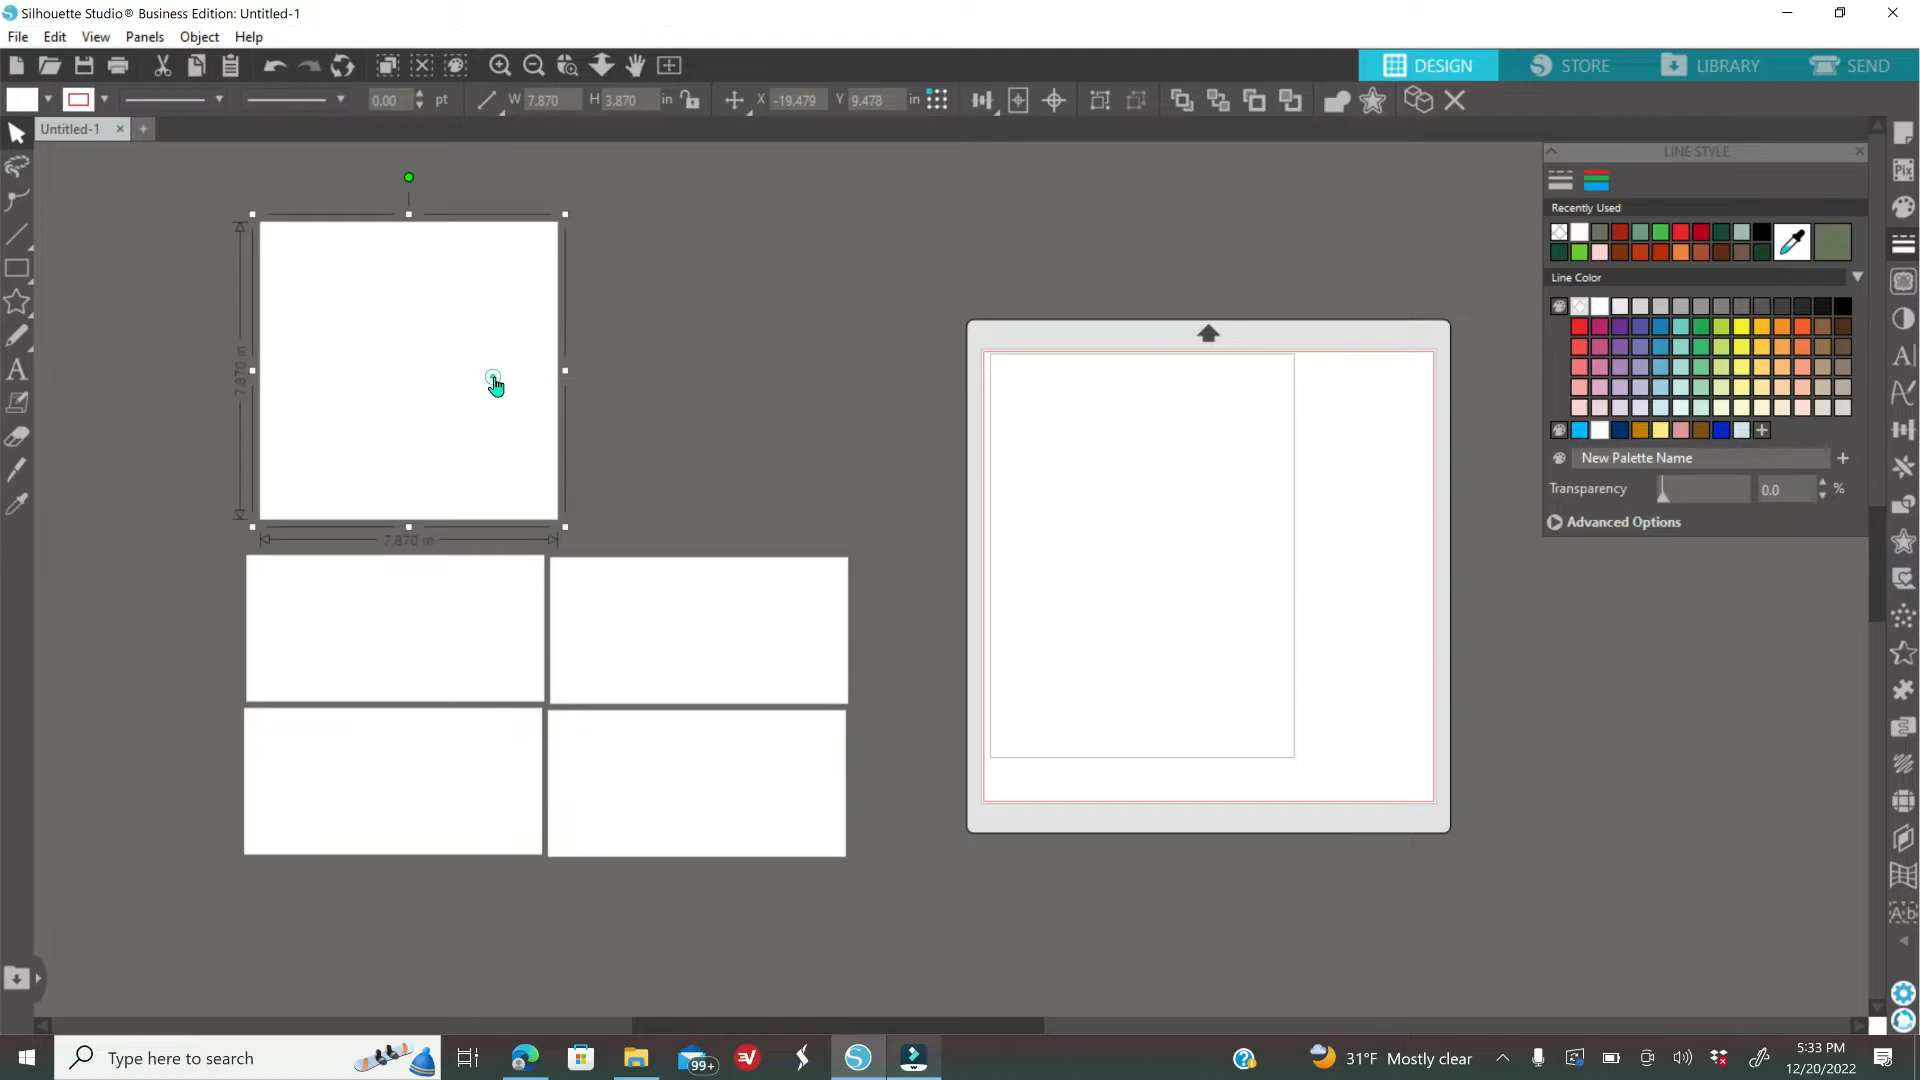 Silhouette Studio® Business Edition: Untitled-1
File Edit View Panels Object Help
DESIGN STORE LIBRARY SEND
0.00 pt W 7.870 H 3.870 in X -19.479 Y 9.478 in
Untitled-1
LINE STYLE
Recently Used
Line Color
New Palette Name
Transparency 0.0 %
Advanced Options
7.870 in
7.870 in
Type here to search
99+
31°F Mostly clear
5:33 PM
12/20/2022